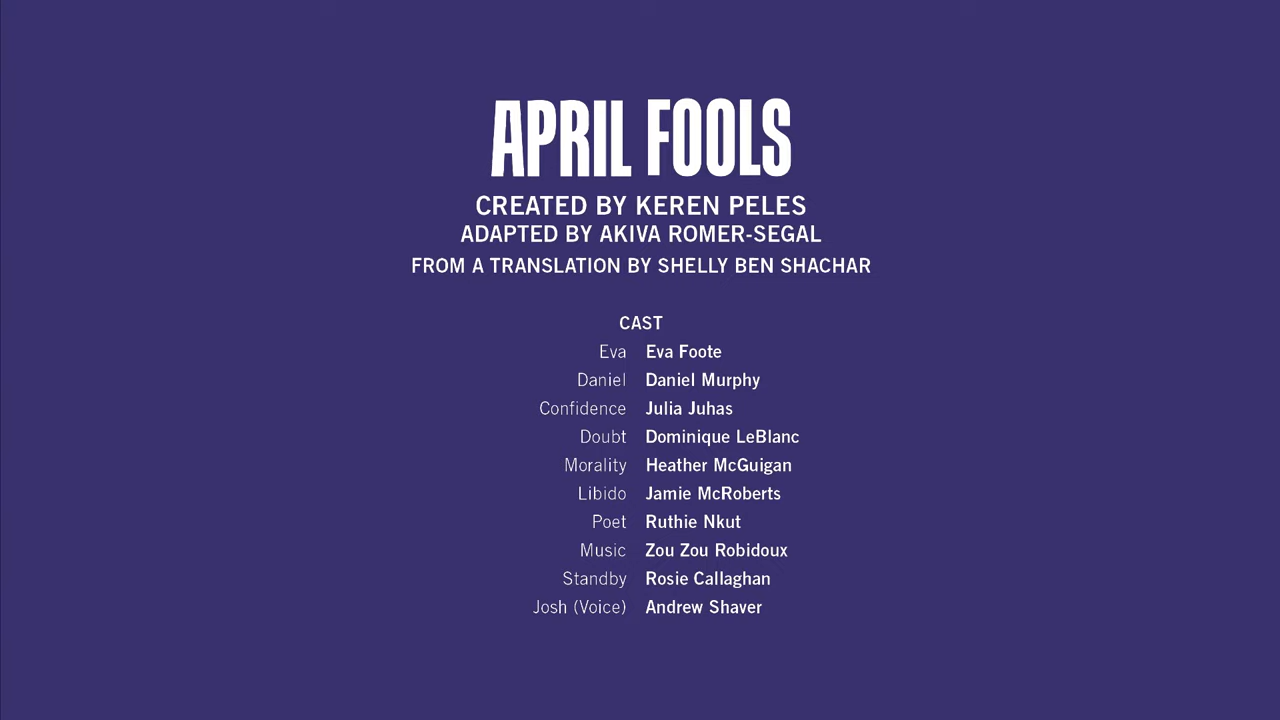 APRIL FOOLS
CREATED BY KEREN PELES
ADAPTED BY AKIVA ROMER-SEGAL
FROM A TRANSLATION BY SHELLY BEN SHACHAR
CAST
Eva Eva Foote
Daniel Daniel Murphy
Confidence Julia Juhas
Doubt Dominique LeBlanc
Morality Heather McGuigan
Libido Jamie McRoberts
Poet Ruthie Nkut
Music Zou Zou Robidoux
Standby Rosie Callaghan
Josh (Voice) Andrew Shaver